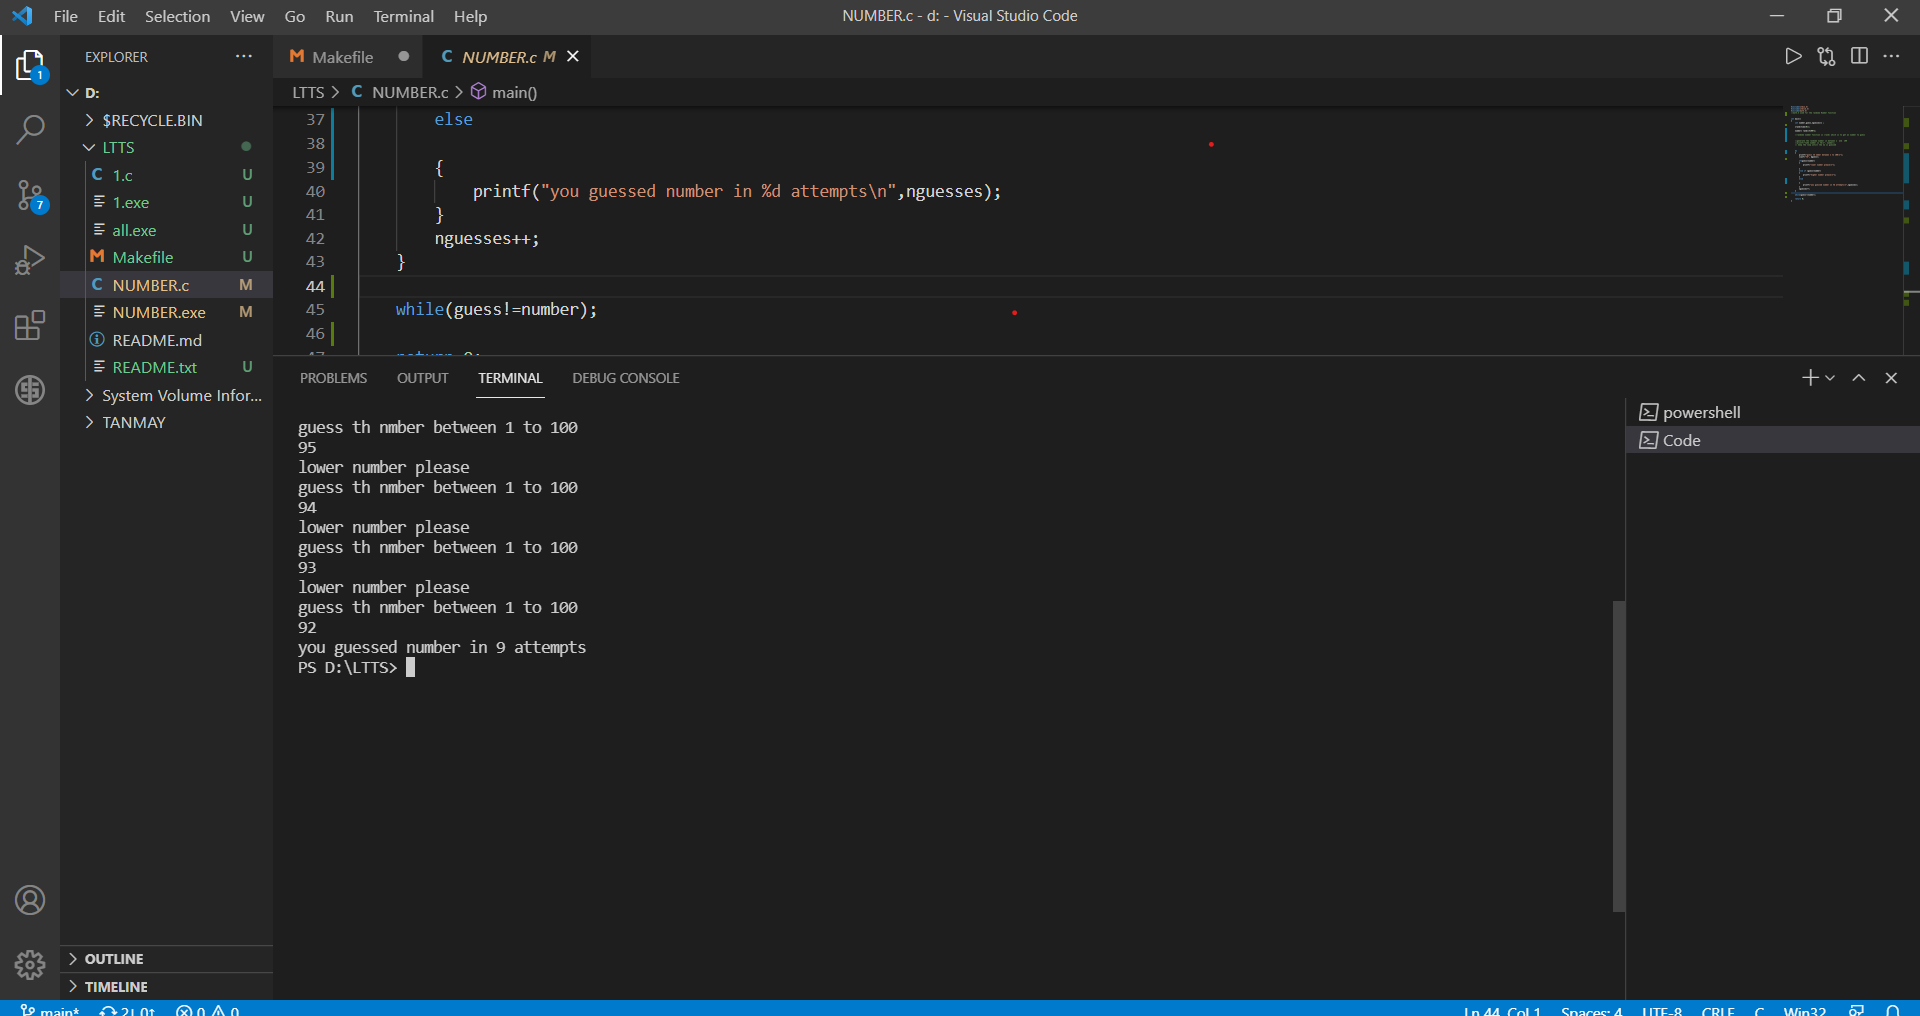 File Edit Selection View Go Run Terminal Help
NUMBER.c - d: - Visual Studio Code
EXPLORER
Makefile
NUMBER.c M
D:
LTTS > C NUMBER.c > main()
$RECYCLE.BIN
LTTS
C 1.c U
1.exe U
all.exe U
M Makefile U
C NUMBER.c M
NUMBER.exe M
README.md
README.txt U
System Volume Infor...
TANMAY
1
7
37 else
38
39 {
40 printf("you guessed number in %d attempts\n",nguesses);
41 }
42 nguesses++;
43 }
44
45 while(guess!=number);
46
47 return 0;
PROBLEMS OUTPUT TERMINAL DEBUG CONSOLE
powershell
Code
guess th nmber between 1 to 100
95
lower number please
guess th nmber between 1 to 100
94
lower number please
guess th nmber between 1 to 100
93
lower number please
guess th nmber between 1 to 100
92
you guessed number in 9 attempts
PS D:\LTTS>
OUTLINE
TIMELINE
main* 2↓ 0↑ 0 0
Ln 44, Col 1 Spaces: 4 UTF-8 CRLF C Win32